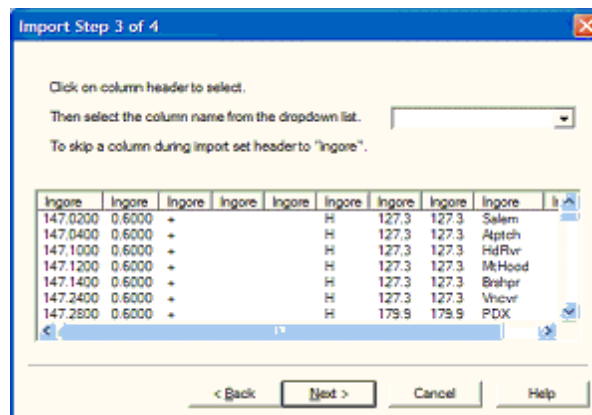 Import Step 3 of 4
Click on column header to select.
Then select the column name from the dropdown list.
To skip a column during import set header to "Ingore".
Ingore Ingore Ingore Ingore Ingore Ingore Ingore Ingore Ingore
147.0200 0.6000 + H 127.3 127.3 Salem
147.0400 0.6000 + H 127.3 127.3 Alptch
147.1000 0.6000 + H 127.3 127.3 HdRvr
147.1200 0.6000 + H 127.3 127.3 MtHood
147.1400 0.6000 + H 127.3 127.3 Brshpr
147.2400 0.6000 + H 127.3 127.3 Vncvr
147.2800 0.6000 + H 179.9 179.9 PDX
< Back Next > Cancel Help